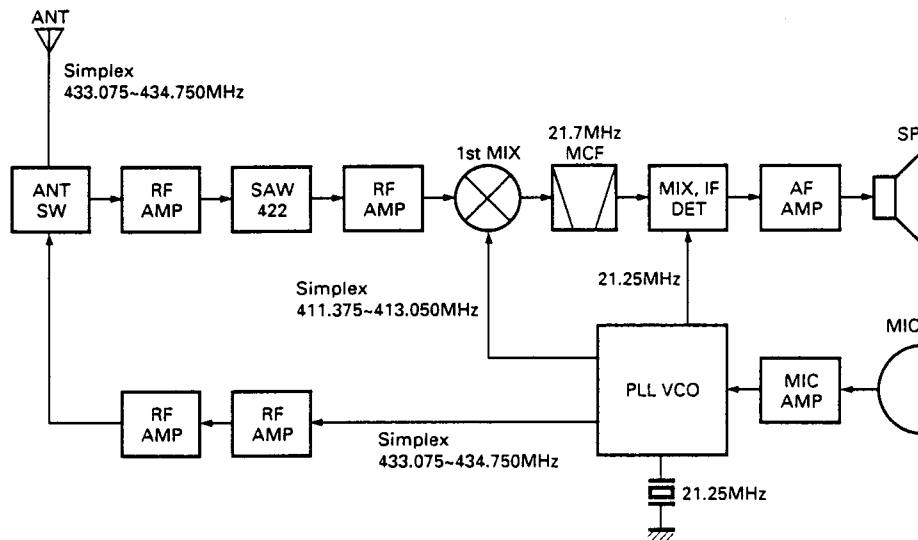 ANT
Simplex
433.075~434.750MHz
ANT
SW
RF
AMP
SAW
422
RF
AMP
1st MIX
21.7MHz
MCF
MIX, IF
DET
AF
AMP
SP
Simplex
411.375~413.050MHz
21.25MHz
MIC
PLL VCO
MIC
AMP
RF
AMP
RF
AMP
Simplex
433.075~434.750MHz
21.25MHz